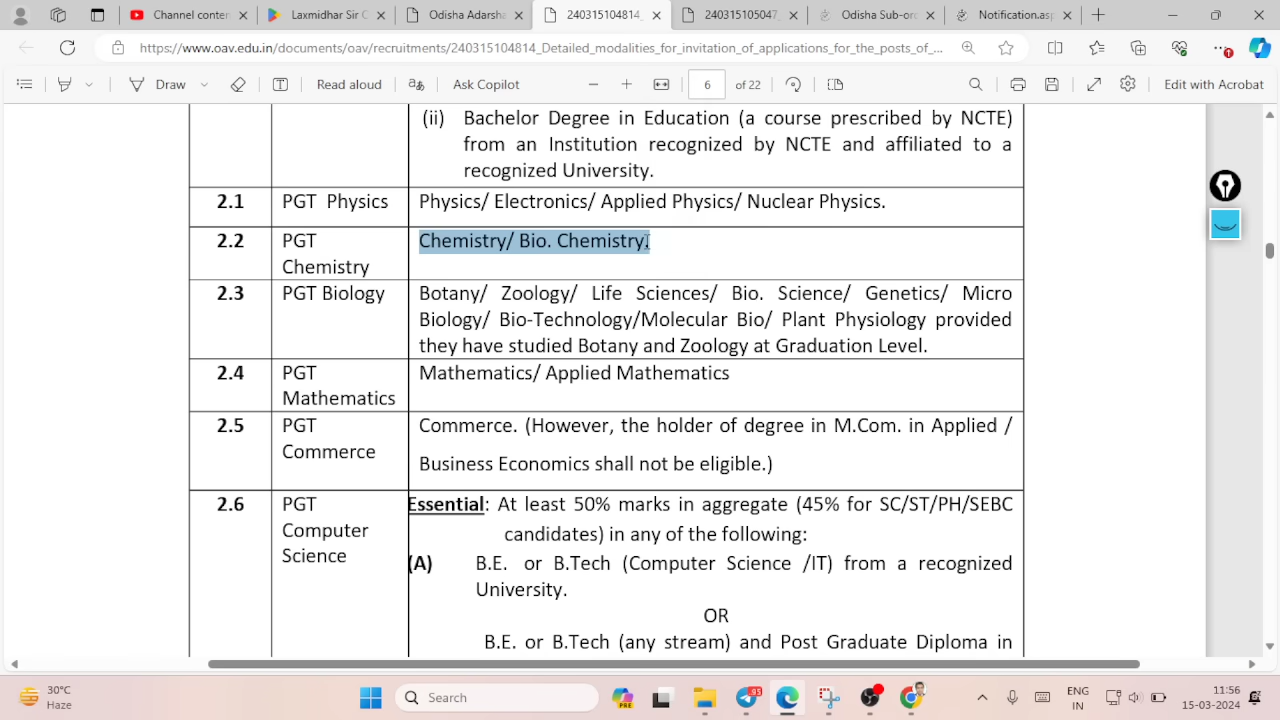 Channel conten
Laxmidhar Sir C
Odisha Adarsha
240315104814_
240315105047_
Odisha Sub-ord
Notification.asp
https://www.oav.edu.in/documents/oav/recruitments/240315104814_Detailed_modalities_for_invitation_of_applications_for_the_posts_of_...
Draw
Read aloud
Ask Copilot
6
of 22
Edit with Acrobat
(ii) Bachelor Degree in Education (a course prescribed by NCTE)
from an Institution recognized by NCTE and affiliated to a
recognized University.
2.1 PGT Physics Physics/ Electronics/ Applied Physics/ Nuclear Physics.
2.2 PGT Chemistry/ Bio. Chemistry.
Chemistry
2.3 PGT Biology Botany/ Zoology/ Life Sciences/ Bio. Science/ Genetics/ Micro
Biology/ Bio-Technology/Molecular Bio/ Plant Physiology provided
they have studied Botany and Zoology at Graduation Level.
2.4 PGT Mathematics/ Applied Mathematics
Mathematics
2.5 PGT Commerce. (However, the holder of degree in M.Com. in Applied /
Commerce
Business Economics shall not be eligible.)
2.6 PGT Essential: At least 50% marks in aggregate (45% for SC/ST/PH/SEBC
Computer candidates) in any of the following:
Science
(A) B.E. or B.Tech (Computer Science /IT) from a recognized
University.
OR
B.E. or B.Tech (any stream) and Post Graduate Diploma in
30°C
Haze
Search
PRE
93
ENG
IN
11:56
15-03-2024